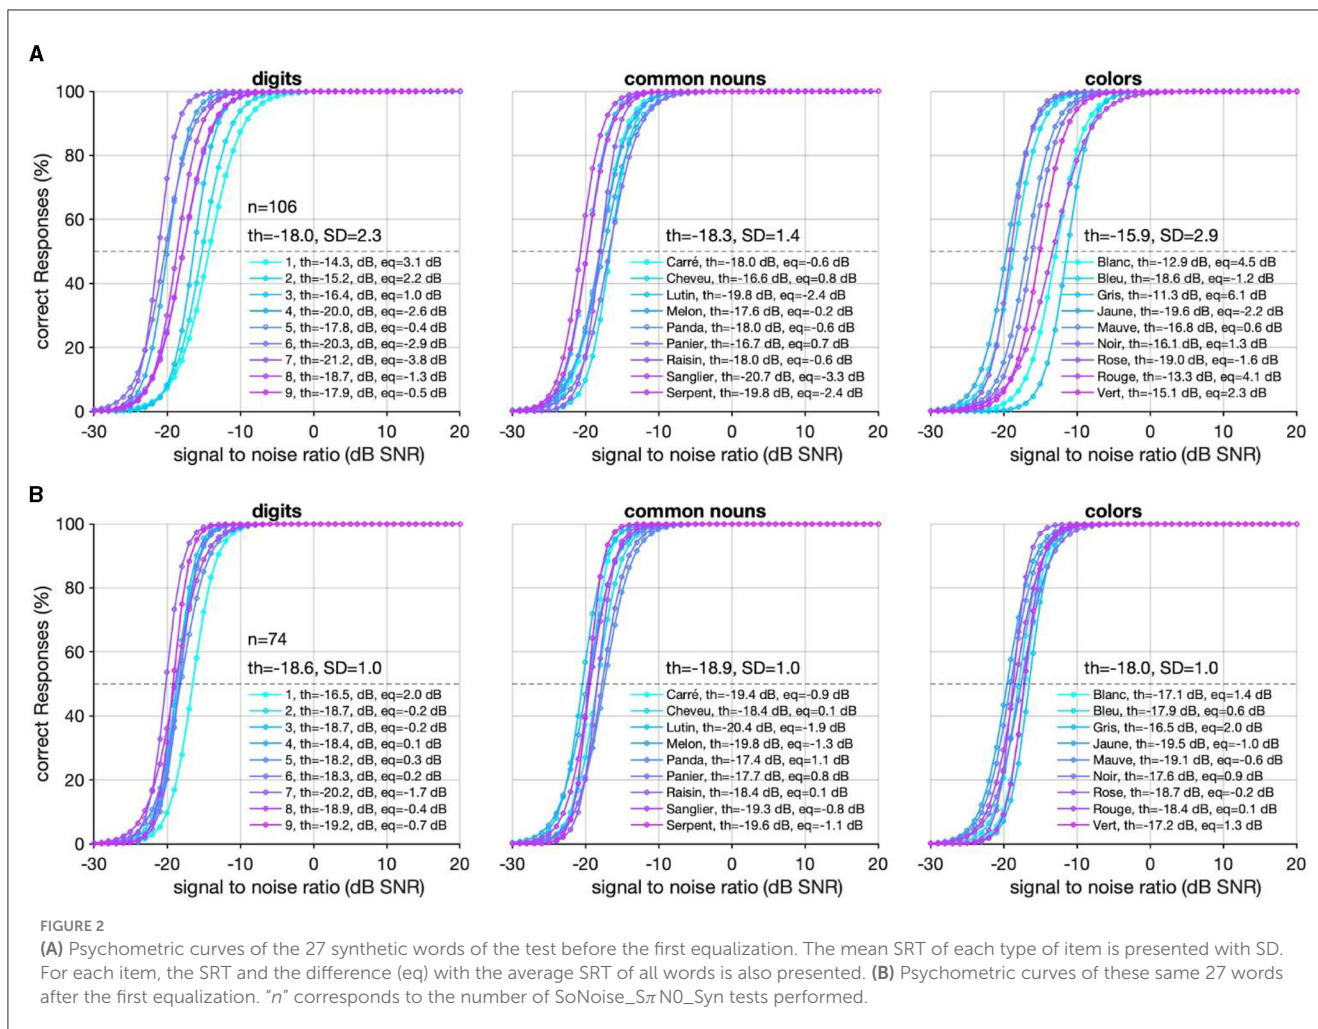 A
digits
common nouns
colors
correct Responses (%)
100
80
60
40
20
0
n=106
th=-18.0, SD=2.3
1, th=-14.3, dB, eq=3.1 dB
2, th=-15.2, dB, eq=2.2 dB
3, th=-16.4, dB, eq=1.0 dB
4, th=-20.0, dB, eq=-2.6 dB
5, th=-17.8, dB, eq=-0.4 dB
6, th=-20.3, dB, eq=-2.9 dB
7, th=-21.2, dB, eq=-3.8 dB
8, th=-18.7, dB, eq=-1.3 dB
9, th=-17.9, dB, eq=-0.5 dB
-30 -20 -10 0 10 20
signal to noise ratio (dB SNR)
th=-18.3, SD=1.4
Carré, th=-18.0 dB, eq=-0.6 dB
Cheveu, th=-16.6 dB, eq=0.8 dB
Lutin, th=-19.8 dB, eq=-2.4 dB
Melon, th=-17.6 dB, eq=-0.2 dB
Panda, th=-18.0 dB, eq=-0.6 dB
Panier, th=-16.7 dB, eq=0.7 dB
Raisin, th=-18.0 dB, eq=-0.6 dB
Sanglier, th=-20.7 dB, eq=-3.3 dB
Serpent, th=-19.8 dB, eq=-2.4 dB
-30 -20 -10 0 10 20
signal to noise ratio (dB SNR)
th=-15.9, SD=2.9
Blanc, th=-12.9 dB, eq=4.5 dB
Bleu, th=-18.6 dB, eq=-1.2 dB
Gris, th=-11.3 dB, eq=6.1 dB
Jaune, th=-19.6 dB, eq=-2.2 dB
Mauve, th=-16.8 dB, eq=0.6 dB
Noir, th=-16.1 dB, eq=1.3 dB
Rose, th=-19.0 dB, eq=-1.6 dB
Rouge, th=-13.3 dB, eq=4.1 dB
Vert, th=-15.1 dB, eq=2.3 dB
-30 -20 -10 0 10 20
signal to noise ratio (dB SNR)
B
digits
common nouns
colors
correct Responses (%)
100
80
60
40
20
0
n=74
th=-18.6, SD=1.0
1, th=-16.5, dB, eq=2.0 dB
2, th=-18.7, dB, eq=-0.2 dB
3, th=-18.7, dB, eq=-0.2 dB
4, th=-18.4, dB, eq=0.1 dB
5, th=-18.2, dB, eq=0.3 dB
6, th=-18.3, dB, eq=0.2 dB
7, th=-20.2, dB, eq=-1.7 dB
8, th=-18.9, dB, eq=-0.4 dB
9, th=-19.2, dB, eq=-0.7 dB
-30 -20 -10 0 10 20
signal to noise ratio (dB SNR)
th=-18.9, SD=1.0
Carré, th=-19.4 dB, eq=-0.9 dB
Cheveu, th=-18.4 dB, eq=0.1 dB
Lutin, th=-20.4 dB, eq=-1.9 dB
Melon, th=-19.8 dB, eq=-1.3 dB
Panda, th=-17.4 dB, eq=1.1 dB
Panier, th=-17.7 dB, eq=0.8 dB
Raisin, th=-18.4 dB, eq=0.1 dB
Sanglier, th=-19.3 dB, eq=-0.8 dB
Serpent, th=-19.6 dB, eq=-1.1 dB
-30 -20 -10 0 10 20
signal to noise ratio (dB SNR)
th=-18.0, SD=1.0
Blanc, th=-17.1 dB, eq=1.4 dB
Bleu, th=-17.9 dB, eq=0.6 dB
Gris, th=-16.5 dB, eq=2.0 dB
Jaune, th=-19.5 dB, eq=-1.0 dB
Mauve, th=-19.1 dB, eq=-0.6 dB
Noir, th=-17.6 dB, eq=0.9 dB
Rose, th=-18.7 dB, eq=-0.2 dB
Rouge, th=-18.4 dB, eq=0.1 dB
Vert, th=-17.2 dB, eq=1.3 dB
-30 -20 -10 0 10 20
signal to noise ratio (dB SNR)
FIGURE 2
(A) Psychometric curves of the 27 synthetic words of the test before the first equalization. The mean SRT of each type of item is presented with SD.
For each item, the SRT and the difference (eq) with the average SRT of all words is also presented. (B) Psychometric curves of these same 27 words
after the first equalization. "n" corresponds to the number of SoNoise_SπN0_Syn tests performed.